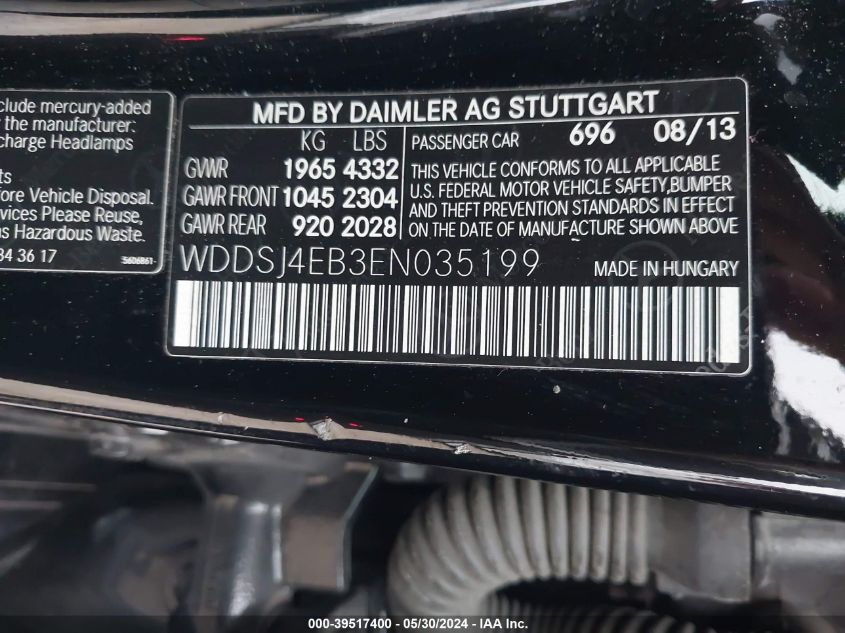 include mercury-added
the manufacturer:
charge Headlamps
ts
Before Vehicle Disposal.
vices Please Reuse,
Hazardous Waste.
34 36 17
5606861
MFD BY DAIMLER AG STUTTGART
KG LBS
GVWR 1965 4332
GAWR FRONT 1045 2304
GAWR REAR 920 2028
PASSENGER CAR 696 08/13
THIS VEHICLE CONFORMS TO ALL APPLICABLE
U.S. FEDERAL MOTOR VEHICLE SAFETY,BUMPER
AND THEFT PREVENTION STANDARDS IN EFFECT
ON THE DATE OF MANUFACTURE SHOWN ABOVE
WDDSJ4EB3EN035199 MADE IN HUNGARY
000-39517400 - 05/30/2024 - IAA Inc.